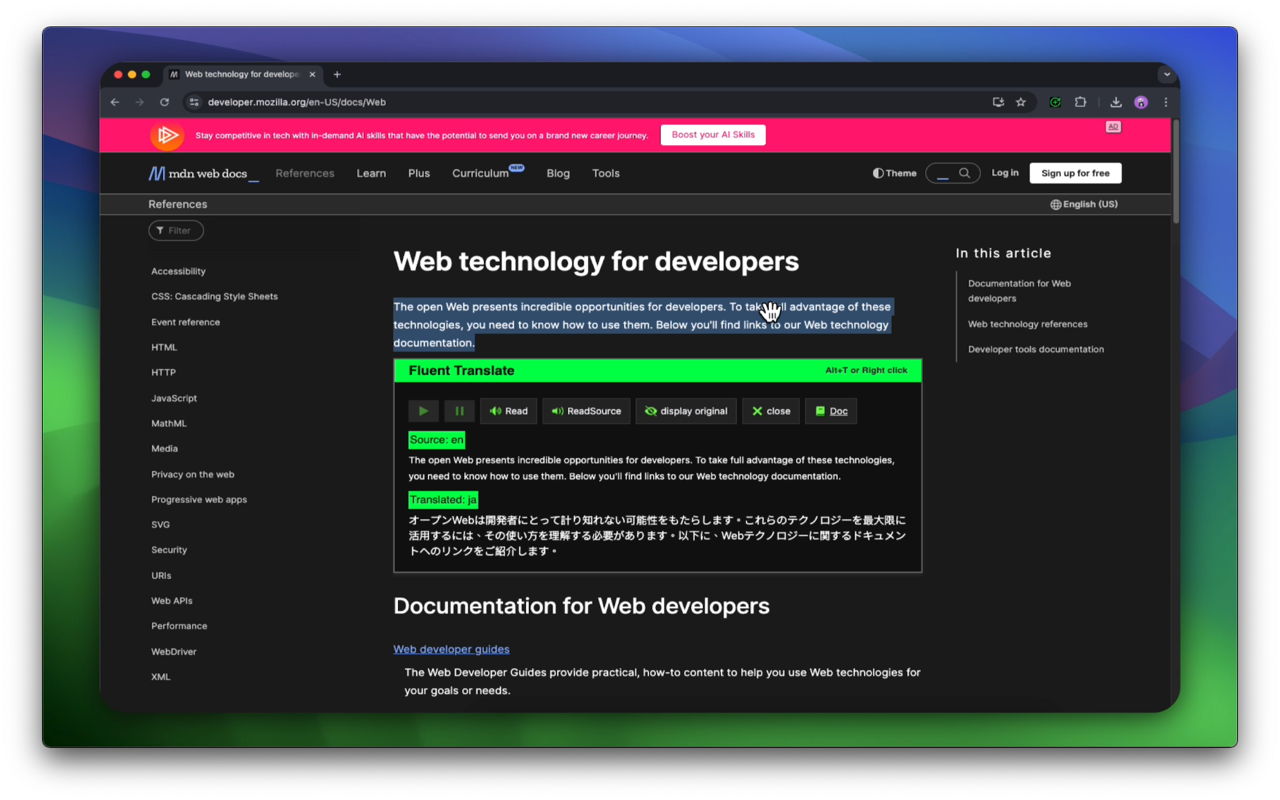 Web technology for develope
developer.mozilla.org/en-US/docs/Web
Stay competitive in tech with in-demand AI skills that have the potential to send you on a brand new career journey.
Boost your AI Skills
AD
mdn web docs
References
Learn
Plus
Curriculum
NEW
Blog
Tools
Theme
Log in
Sign up for free
References
English (US)
Filter
Accessibility
CSS: Cascading Style Sheets
Event reference
HTML
HTTP
JavaScript
MathML
Media
Privacy on the web
Progressive web apps
SVG
Security
URIs
Web APIs
Performance
WebDriver
XML
Web technology for developers
The open Web presents incredible opportunities for developers. To take full advantage of these
technologies, you need to know how to use them. Below you'll find links to our Web technology
documentation.
Fluent Translate
Alt+T or Right click
Read
ReadSource
display original
close
Doc
Source: en
The open Web presents incredible opportunities for developers. To take full advantage of these technologies,
you need to know how to use them. Below you'll find links to our Web technology documentation.
Translated: ja
オープンWebは開発者にとって計り知れない可能性をもたらします。これらのテクノロジーを最大限に
活用するには、その使い方を理解する必要があります。以下に、Webテクノロジーに関するドキュメン
トへのリンクをご紹介します。
Documentation for Web developers
Web developer guides
The Web Developer Guides provide practical, how-to content to help you use Web technologies for
your goals or needs.
In this article
Documentation for Web
developers
Web technology references
Developer tools documentation